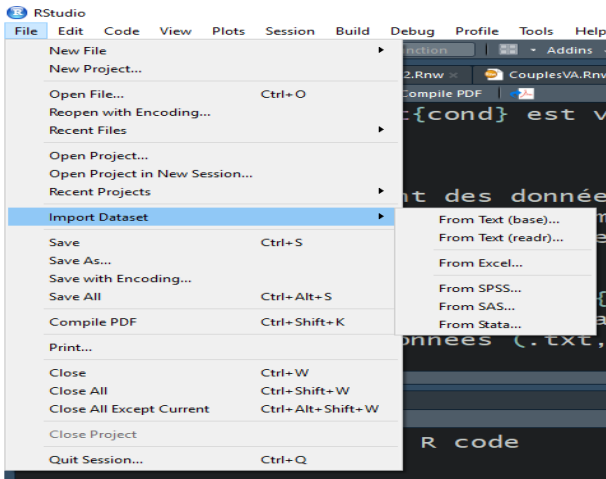 RStudio
File Edit Code View Plots Session Build Debug Profile Tools Help
New File
nction
Addins
New Project...
2.Rnw
CouplesVA.Rnw
Open File... Ctrl+O
Compile PDF
Reopen with Encoding...
{cond} est v
Recent Files
Open Project...
Open Project in New Session...
Recent Projects
nt des donnée
Import Dataset
From Text (base)...
From Text (readr)...
From Excel...
From SPSS...
From SAS...
From Stata...
Save Ctrl+S
Save As...
Save with Encoding...
Save All Ctrl+Alt+S
Compile PDF Ctrl+Shift+K
onnées (.txt,
Print...
Close Ctrl+W
Close All Ctrl+Shift+W
Close All Except Current Ctrl+Alt+Shift+W
Close Project
R code
Quit Session... Ctrl+Q